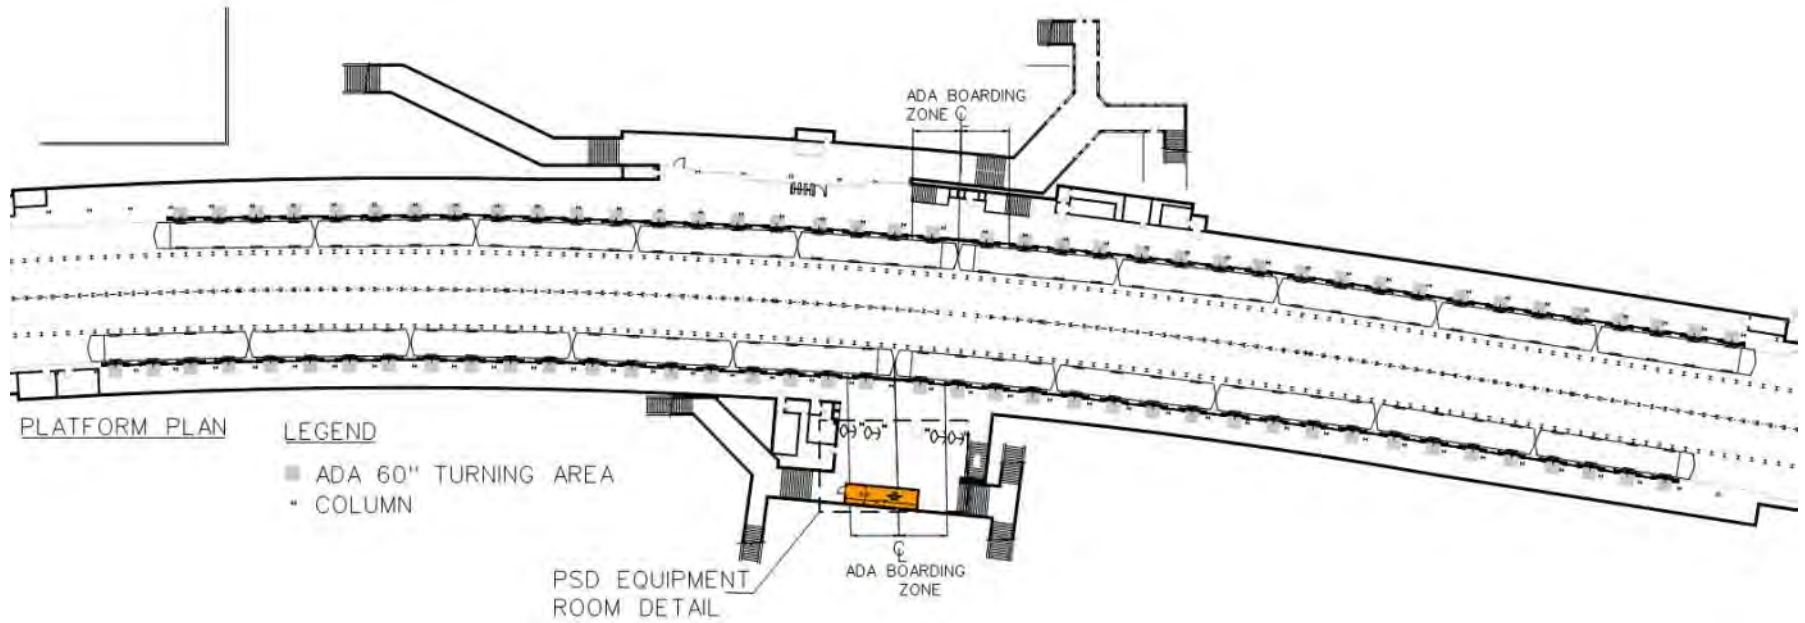 ADA BOARDING
ZONE ℄
PLATFORM PLAN
LEGEND
ADA 60" TURNING AREA
COLUMN
PSD EQUIPMENT
ROOM DETAIL
℄
ADA BOARDING
ZONE